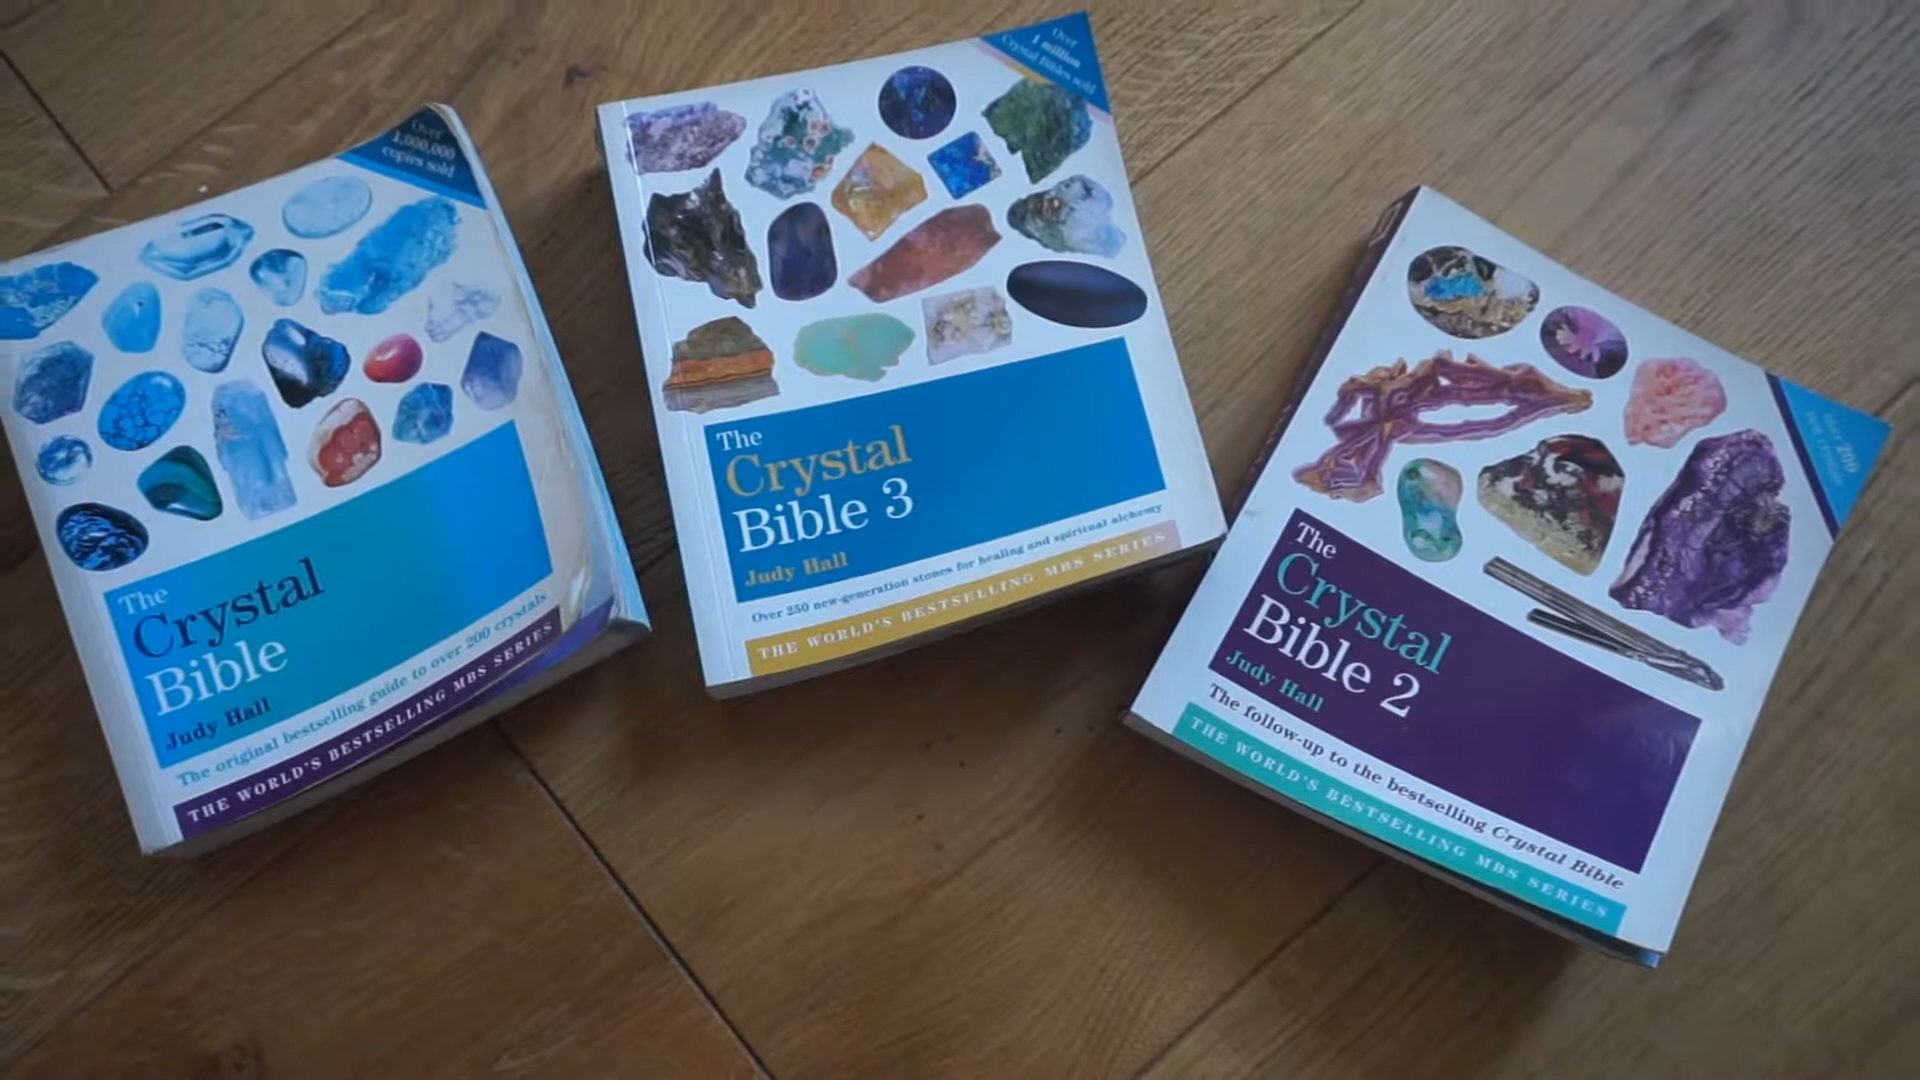 Over
1,000,000
copies sold
The
Crystal
Bible
Judy Hall
The original bestselling guide to over 200 crystals
THE WORLD'S BESTSELLING MBS SERIES
Over
1 million
Crystal Bibles sold
The
Crystal
Bible 3
Judy Hall
Over 250 new-generation stones for healing and spiritual alchemy
THE WORLD'S BESTSELLING MBS SERIES
over 200
The
Crystal
Bible 2
Judy Hall
The follow-up to the bestselling Crystal Bible
THE WORLD'S BESTSELLING MBS SERIES